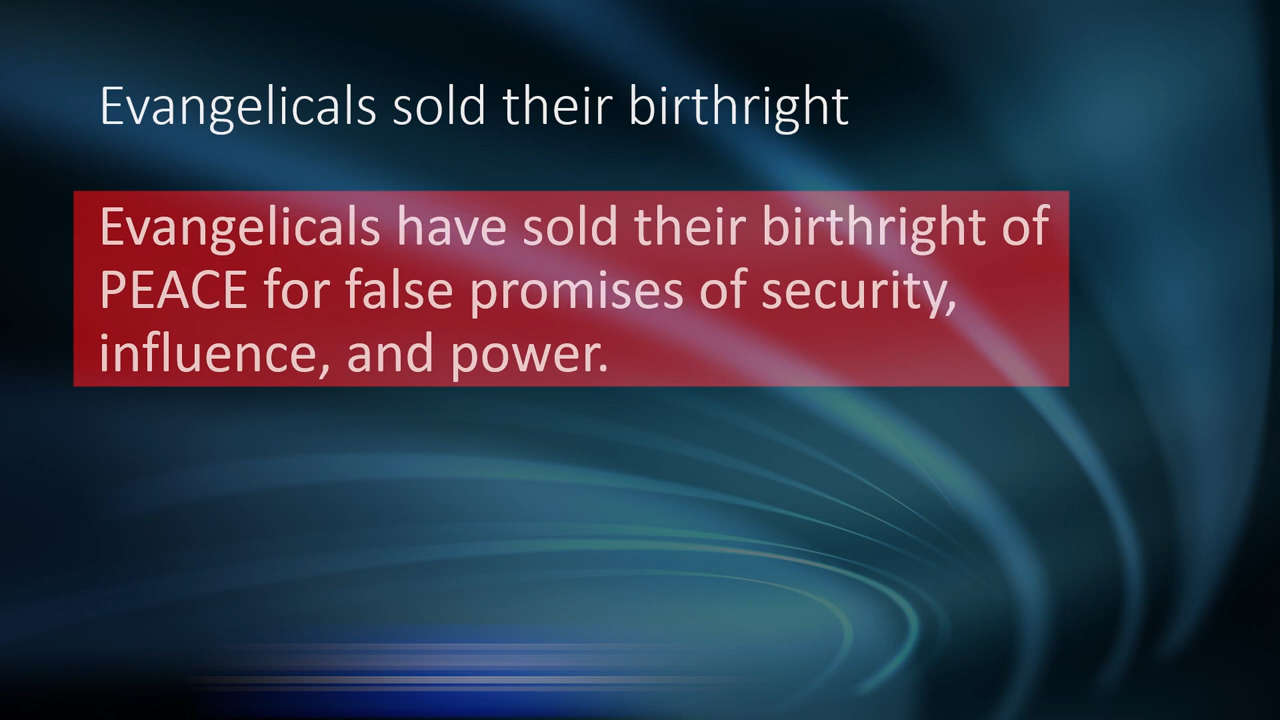 Evangelicals sold their birthright
Evangelicals have sold their birthright of
PEACE for false promises of security,
influence, and power.